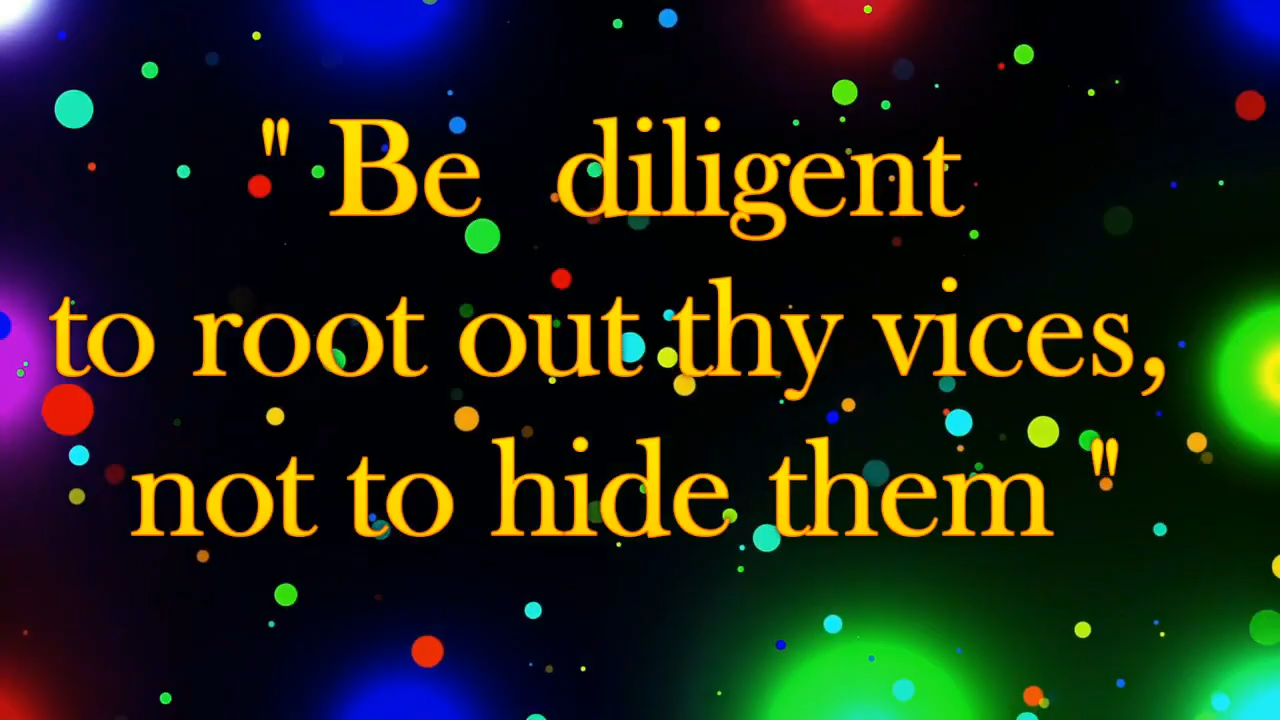 " Be diligent
to root out thy vices,
not to hide them "